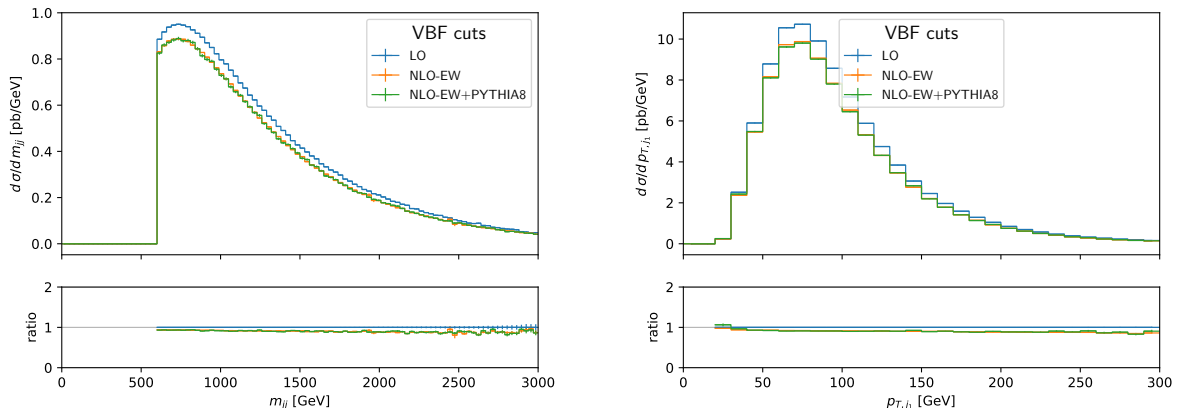 1.0
0.8
0.6
0.4
0.2
0.0
dσ/dm_jj [pb/GeV]
VBF cuts
LO
NLO-EW
NLO-EW+PYTHIA8
2
1
0
ratio
0
500
1000
1500
2000
2500
3000
m_jj [GeV]
10
8
6
4
2
0
dσ/dp_T,j₁ [pb/GeV]
VBF cuts
LO
NLO-EW
NLO-EW+PYTHIA8
2
1
0
ratio
0
50
100
150
200
250
300
p_T,j₁ [GeV]